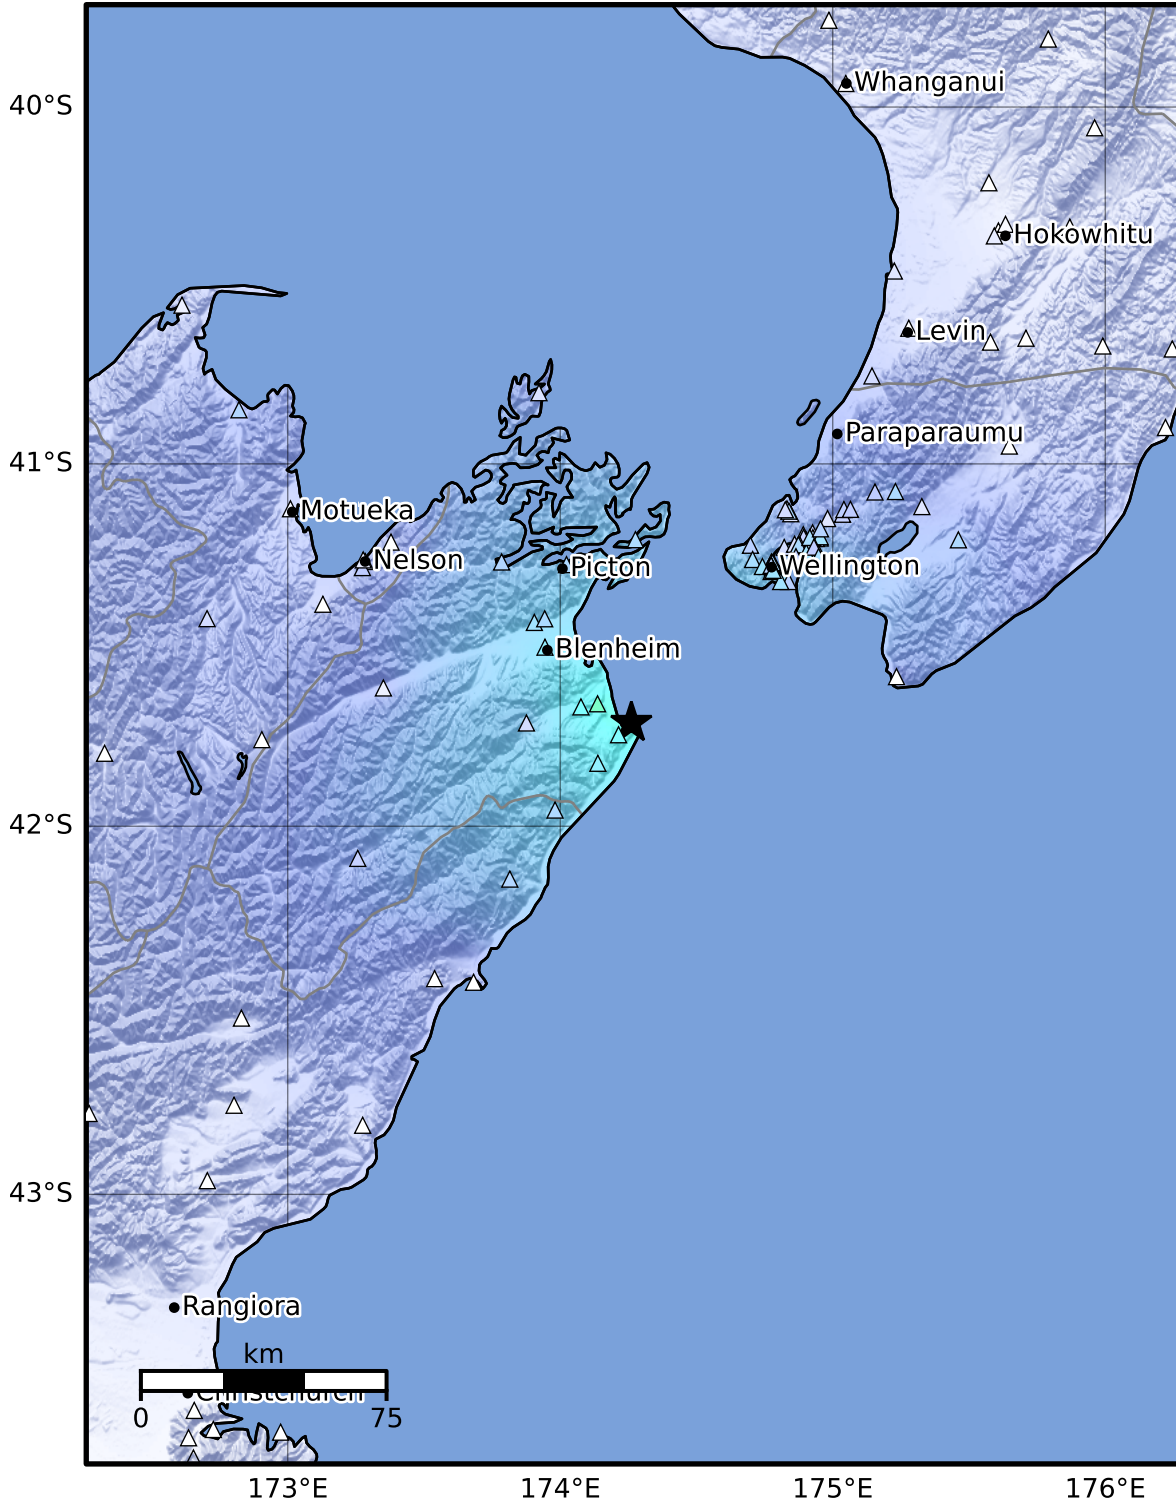 Whanganui
40°S
Hokowhitu
Levin
Paraparaumu
41°S
Motueka
Nelson
Picton
Wellington
Blenheim
42°S
43°S
Rangiora
km
Christchurch
0
75
173°E
174°E
175°E
176°E